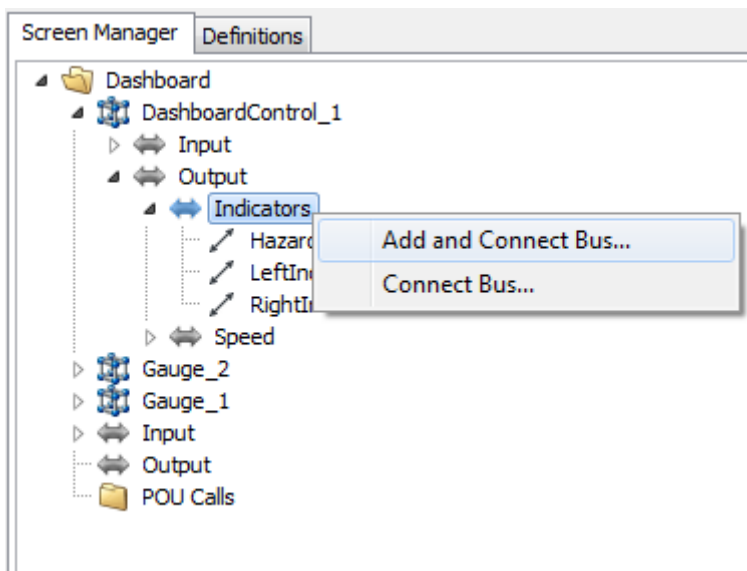 Screen Manager
Definitions
Dashboard
DashboardControl_1
Input
Output
Indicators
Add and Connect Bus...
Connect Bus...
Speed
Gauge_2
Gauge_1
Input
Output
POU Calls